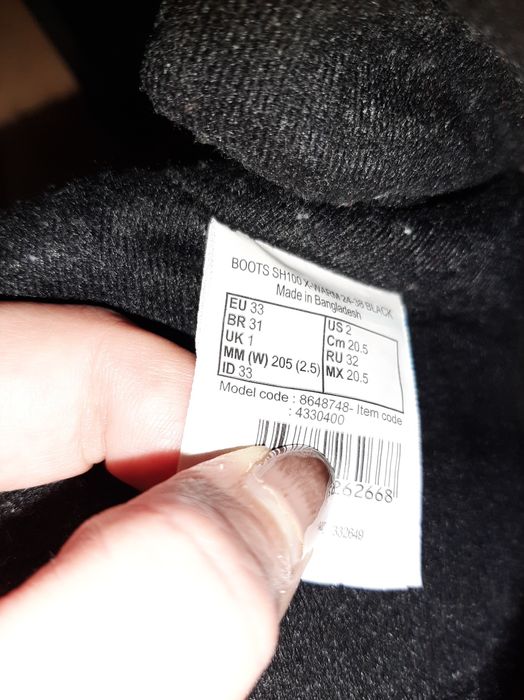 BOOTS SH100 X-WARM 24-38 BLACK
Made in Bangladesh
EU 33
BR 31
UK 1
MM (W) 205 (2.5)
ID 33
US 2
Cm 20.5
RU 32
MX 20.5
Model code : 8648748- Item code
: 4330400
262668
332649